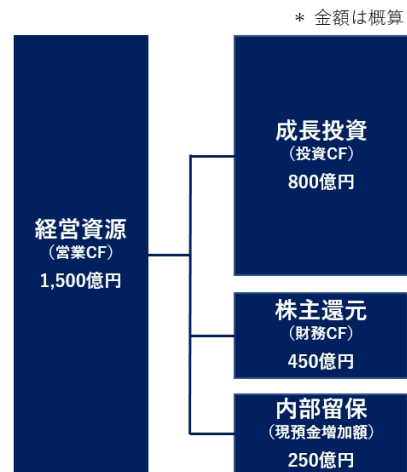 * 金額は概算
経営資源
(営業CF)
1,500億円
成長投資
(投資CF)
800億円
株主還元
(財務CF)
450億円
内部留保
(現預金増加額)
250億円